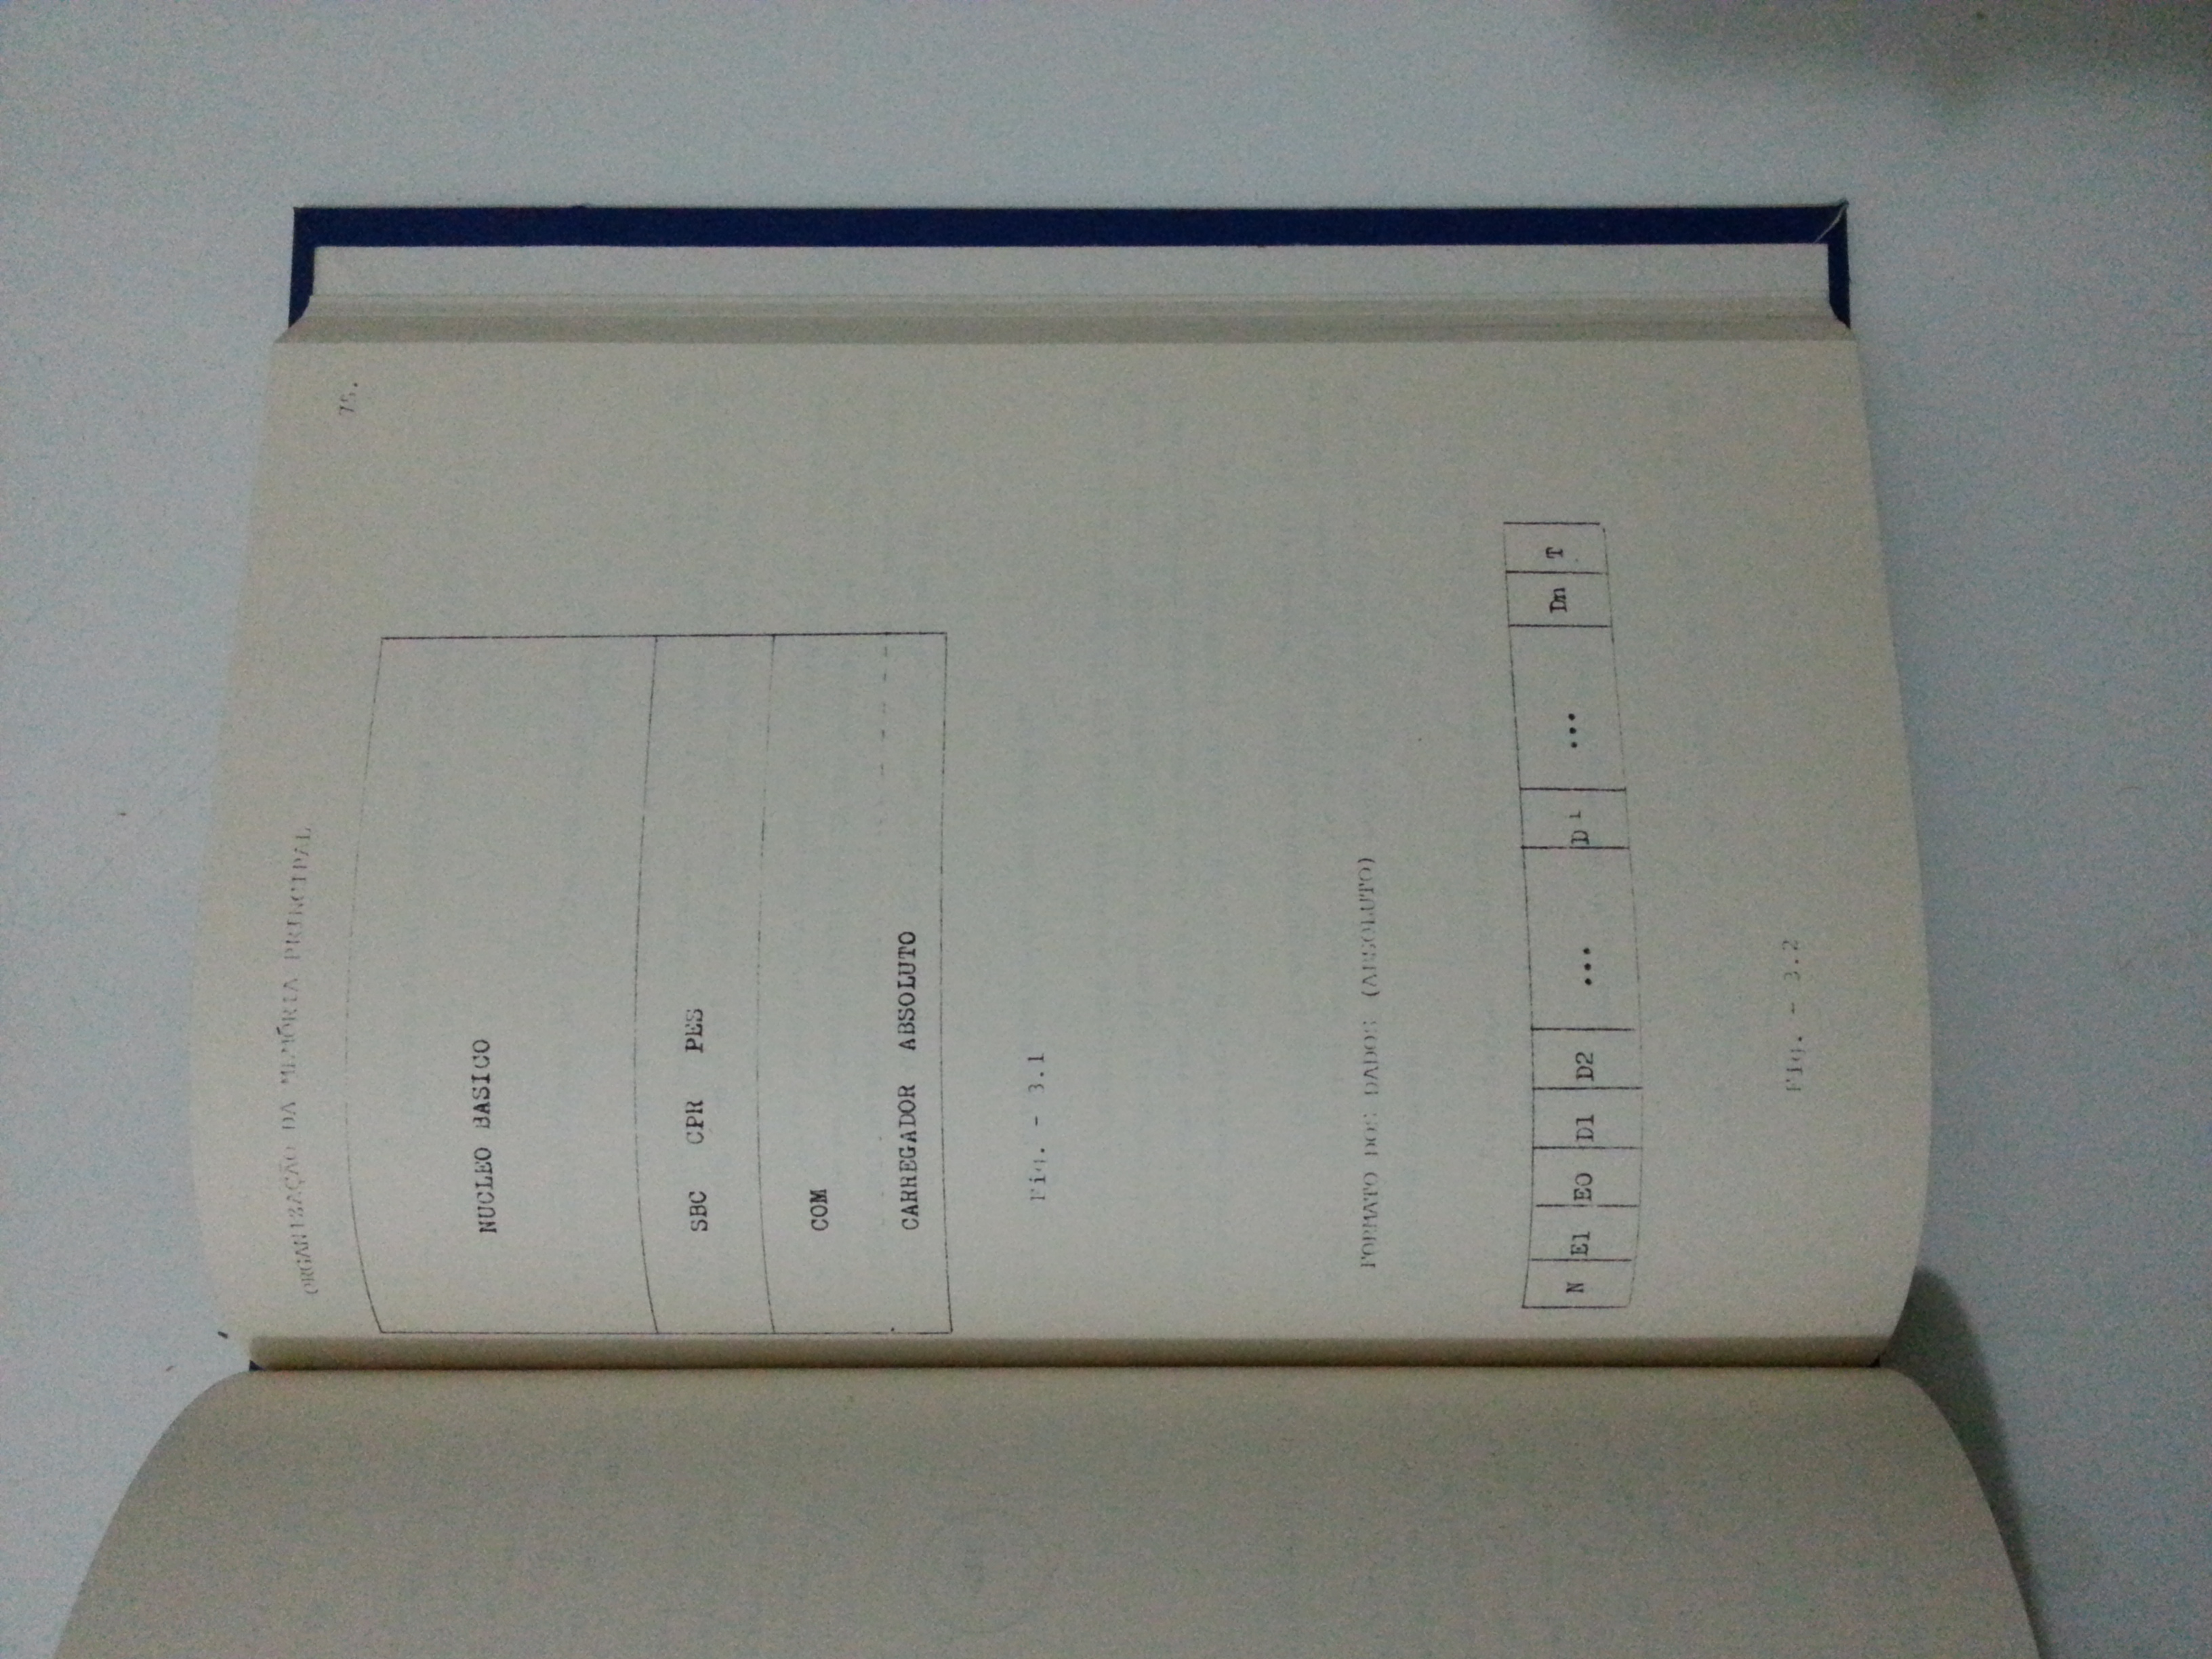 ORGANIZAÇÃO DA MEMÓRIA PRINCIPAL
75.
NUCLEO BASICO
SBC CPR PES
COM
CARREGADOR ABSOLUTO
Fig. - 3.1
FORMATO DOS DADOS (ABSOLUTO)
N E1 E0 D1 D2 ... Di ... Dn T
Fig. - 3.2